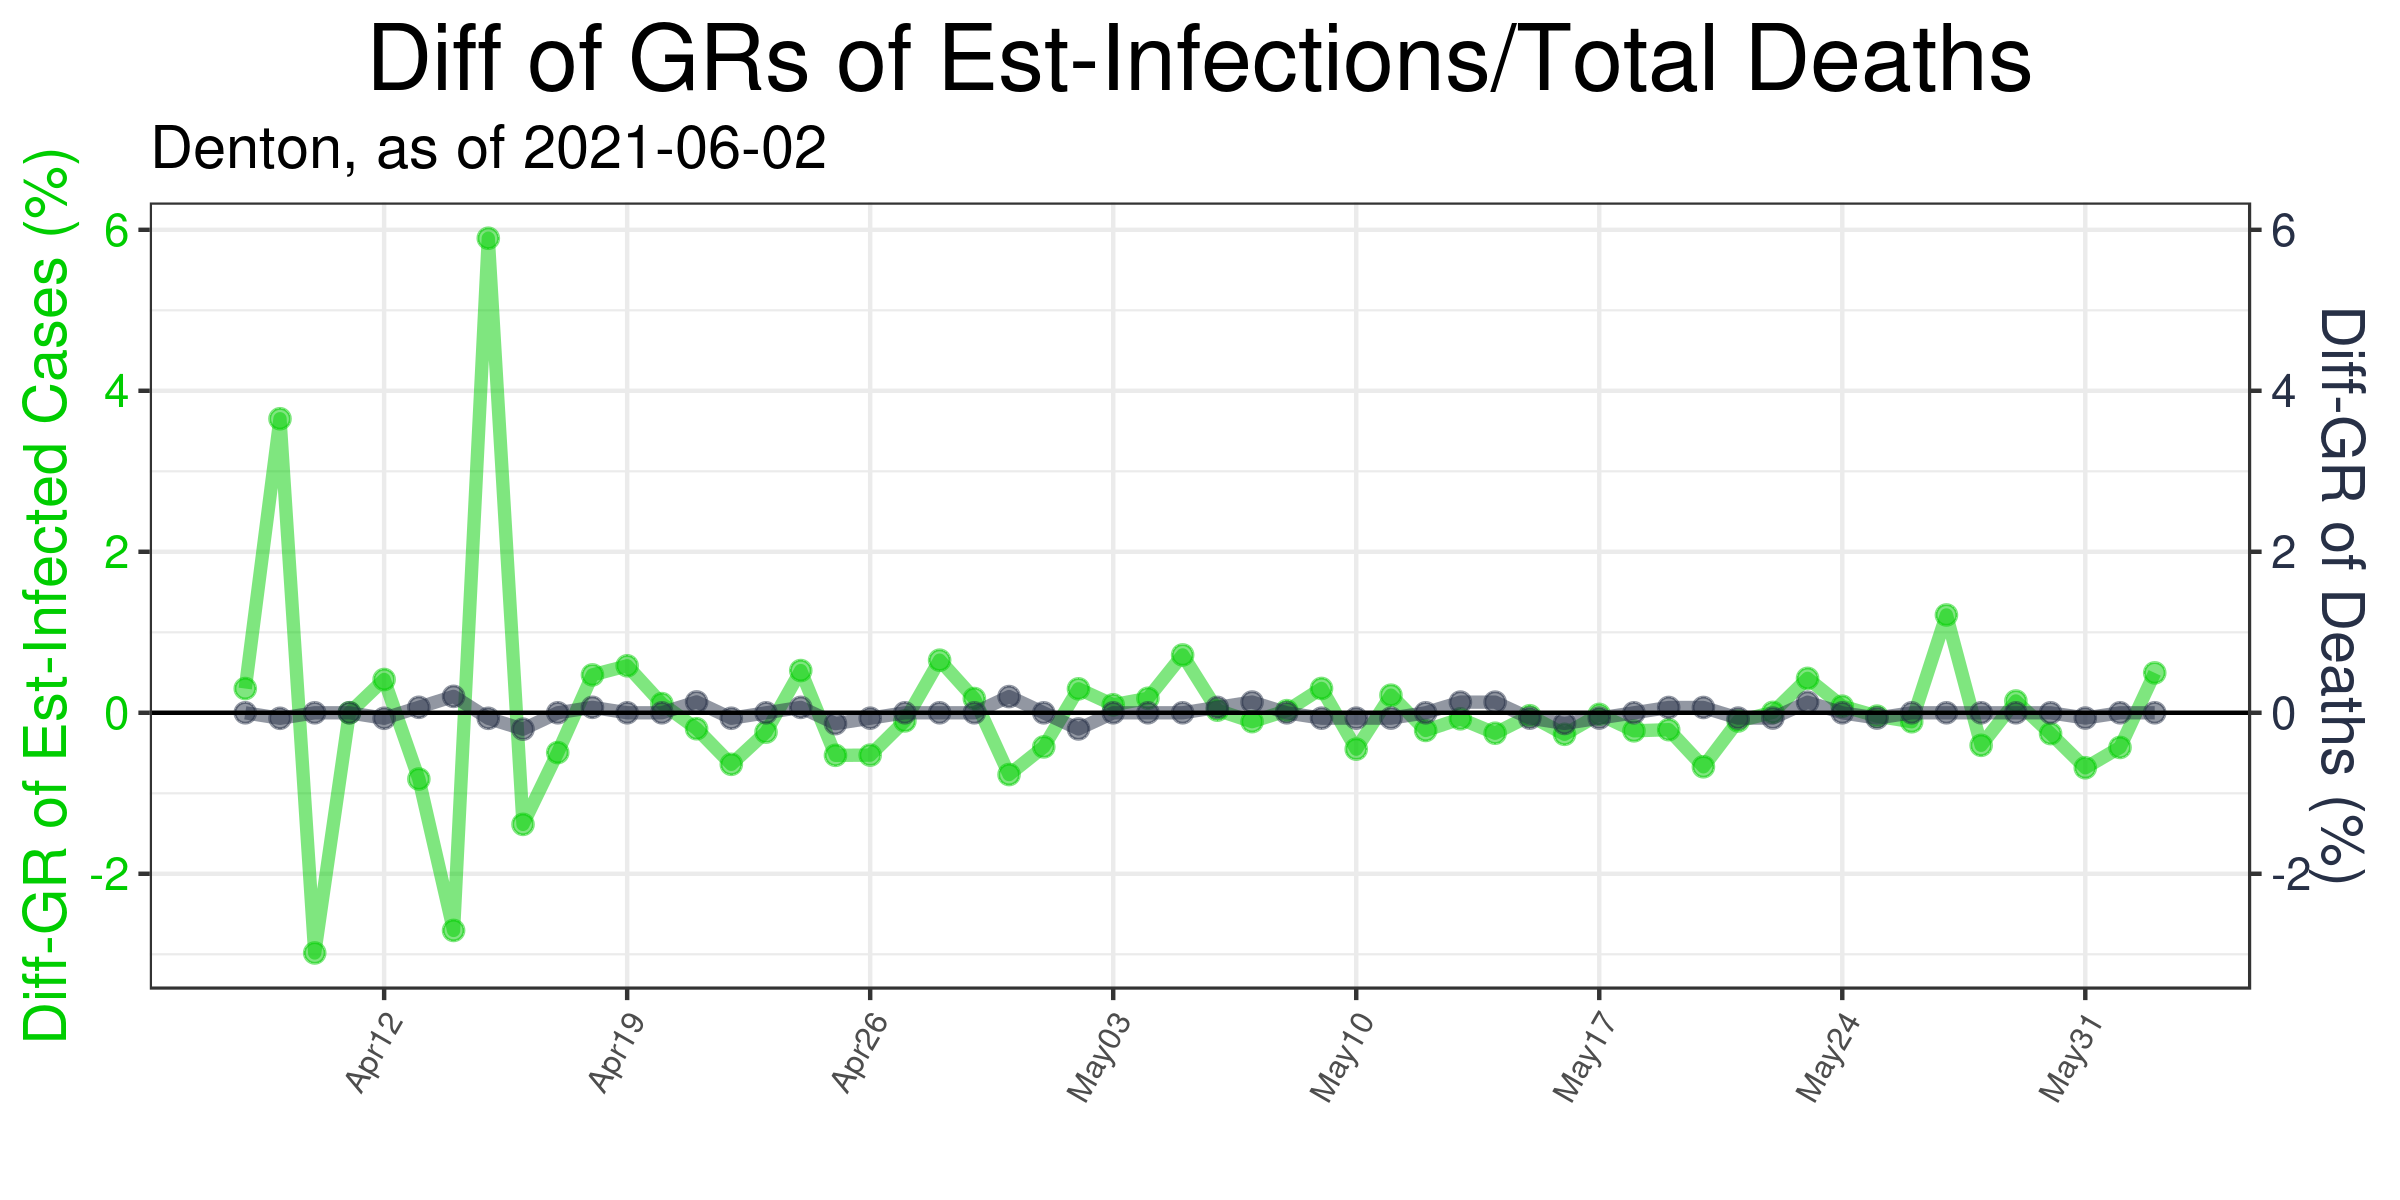 Diff of GRs of Est-Infections/Total Deaths
Denton, as of 2021-06-02
Diff-GR of Est-Infected Cases (%)
6
4
2
0
-2
6
4
2
0
-2
Diff-GR of Deaths (%)
Apr12
Apr19
Apr26
May03
May10
May17
May24
May31